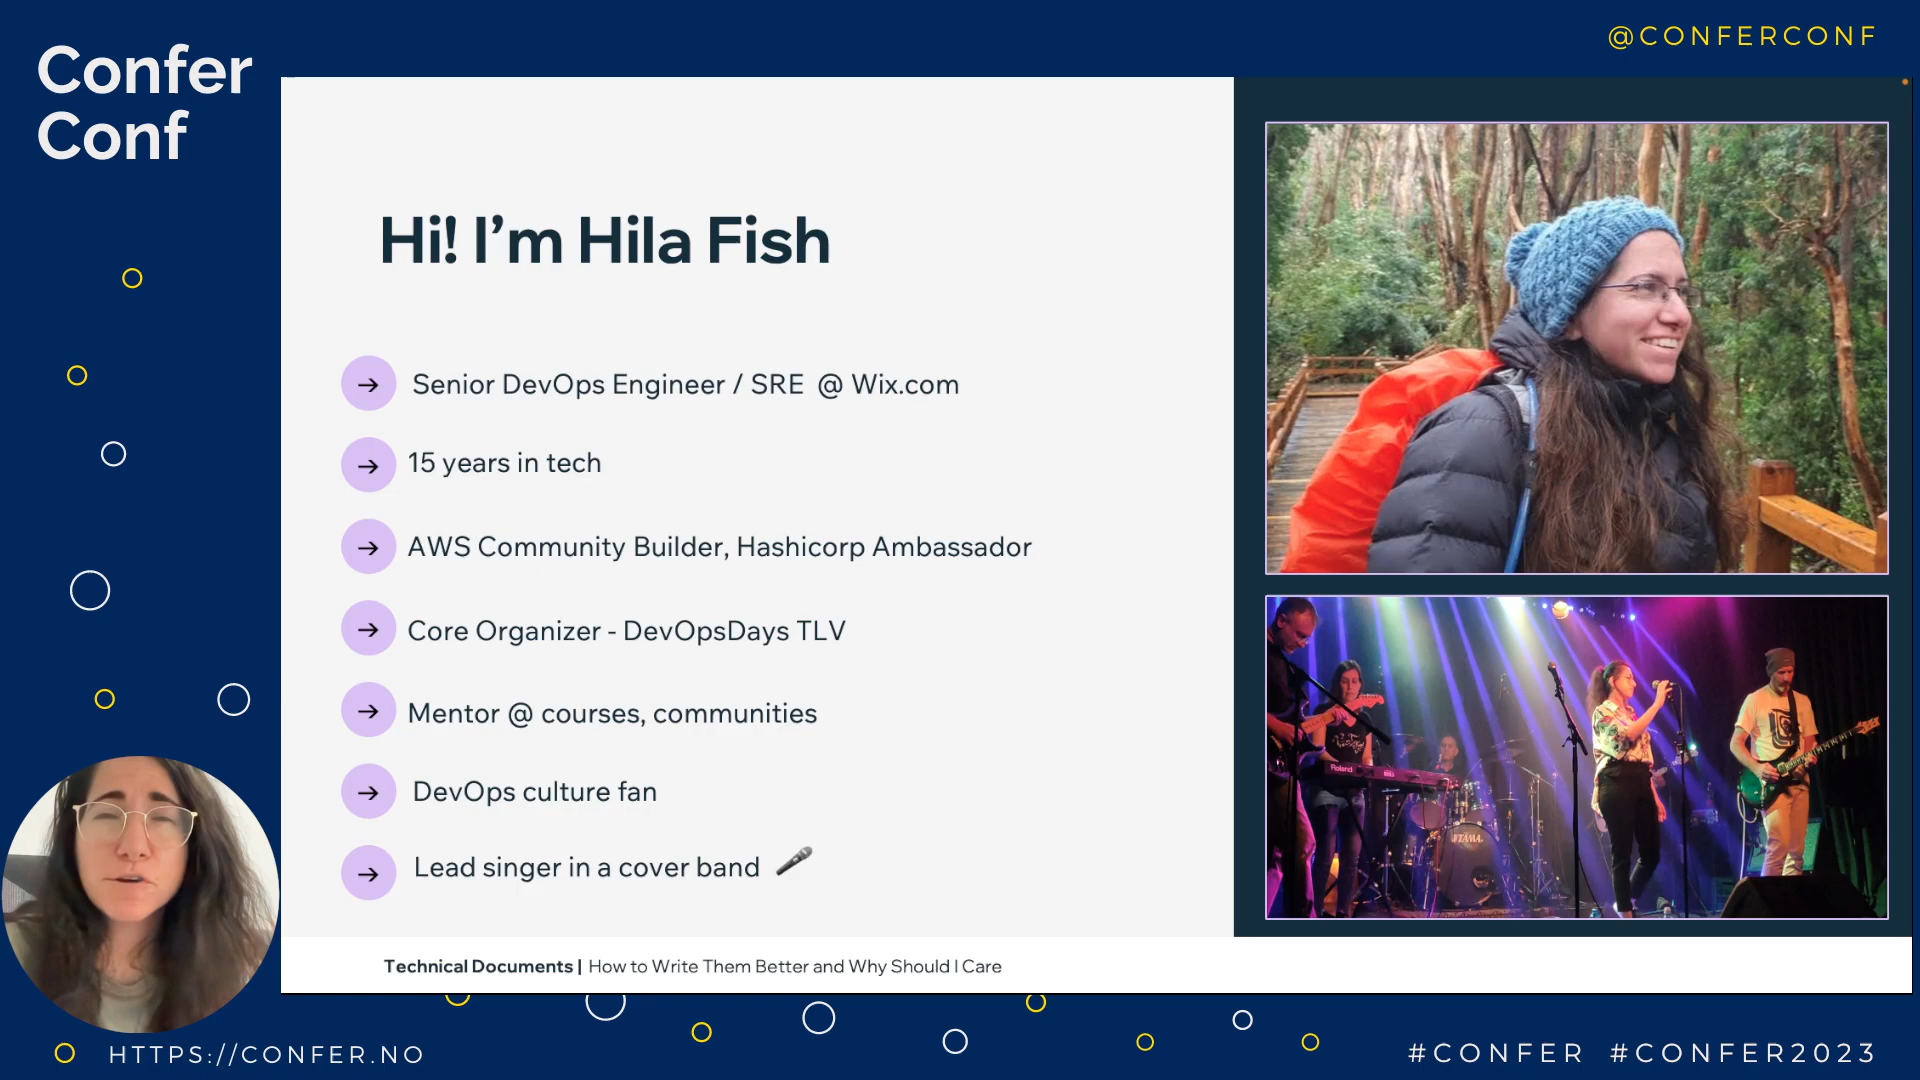 Confer
Conf
@CONFERCONF
Hi! I’m Hila Fish
→ Senior DevOps Engineer / SRE @ Wix.com
→ 15 years in tech
→ AWS Community Builder, Hashicorp Ambassador
→ Core Organizer - DevOpsDays TLV
→ Mentor @ courses, communities
→ DevOps culture fan
→ Lead singer in a cover band 🎤
Roland
TAMA
Technical Documents | How to Write Them Better and Why Should I Care
HTTPS://CONFER.NO
#CONFER #CONFER2023